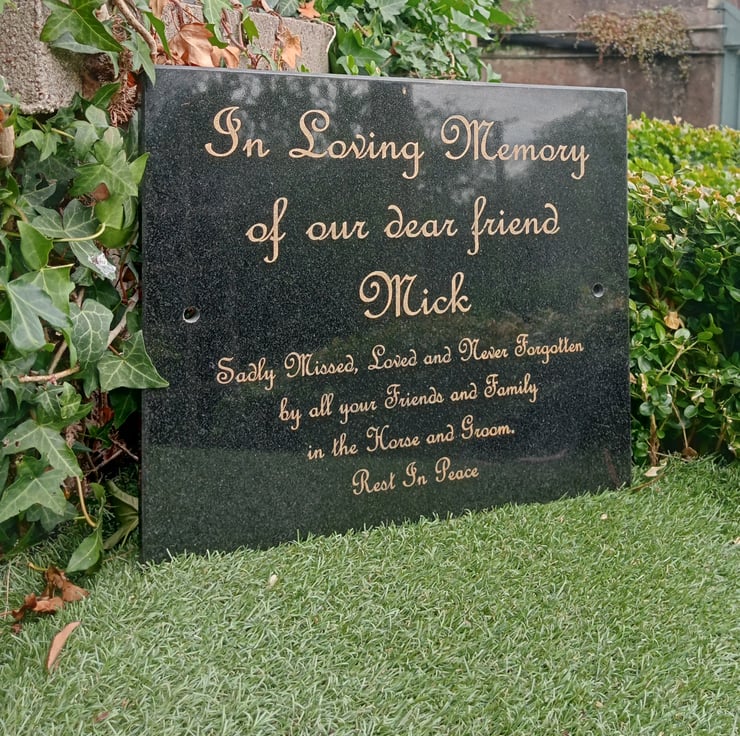 In Loving Memory
of our dear friend
Mick
Sadly Missed, Loved and Never Forgotten
by all your Friends and Family
in the Horse and Groom.
Rest In Peace